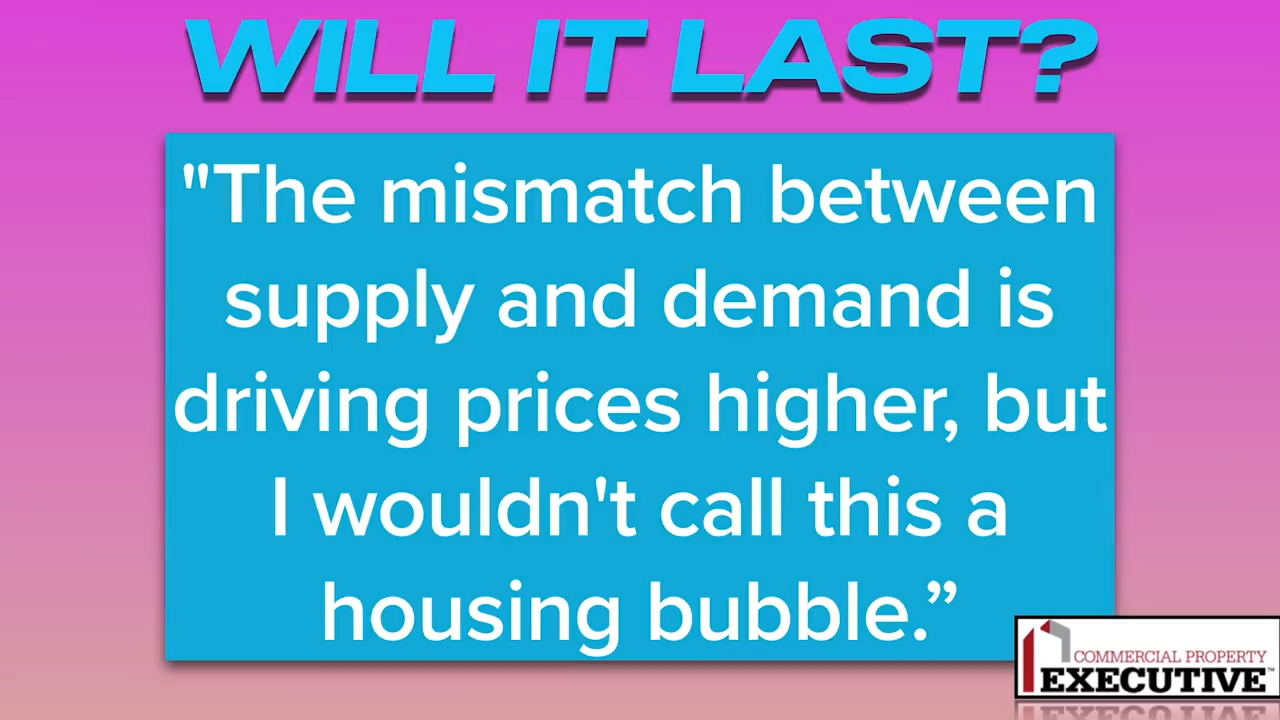 WILL IT LAST?
"The mismatch between
supply and demand is
driving prices higher, but
I wouldn't call this a
housing bubble.”
COMMERCIAL PROPERTY
EXECUTIVE™